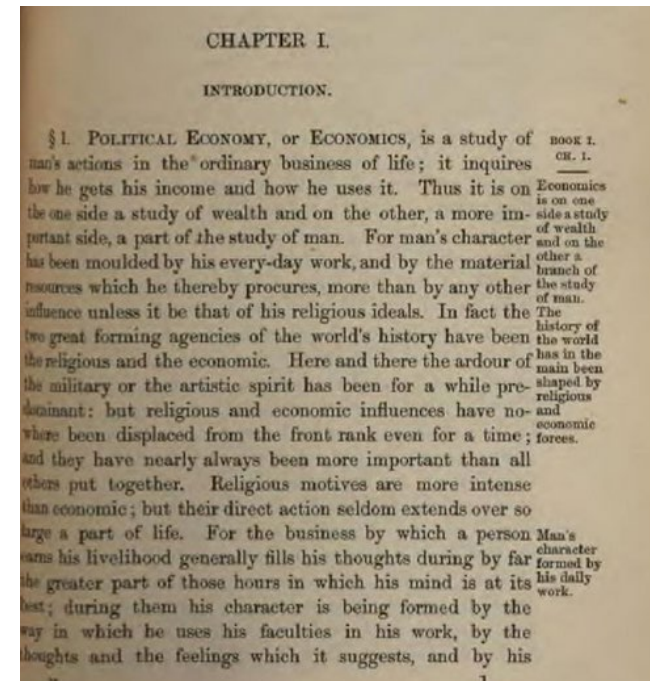 CHAPTER I.
INTRODUCTION.
§ 1. POLITICAL ECONOMY, or ECONOMICS, is a study of
man's actions in the ordinary business of life; it inquires
how he gets his income and how he uses it. Thus it is on
the one side a study of wealth and on the other, a more im-
portant side, a part of the study of man. For man's character
has been moulded by his every-day work, and by the material
resources which he thereby procures, more than by any other
influence unless it be that of his religious ideals. In fact the
two great forming agencies of the world's history have been
the religious and the economic. Here and there the ardour of
the military or the artistic spirit has been for a while pre-
dominant: but religious and economic influences have no-
where been displaced from the front rank even for a time;
and they have nearly always been more important than all
others put together. Religious motives are more intense
than economic; but their direct action seldom extends over so
large a part of life. For the business by which a person
earns his livelihood generally fills his thoughts during by far
the greater part of those hours in which his mind is at its
best; during them his character is being formed by the
way in which he uses his faculties in his work, by the
thoughts and the feelings which it suggests, and by his
BOOK I.
CH. I.
Economics
is on one
side a study
of wealth
and on the
other a
branch of
the study
of man.
The
history of
the world
has in the
main been
shaped by
religious
and
economic
forces.
Man's
character
formed by
his daily
work.